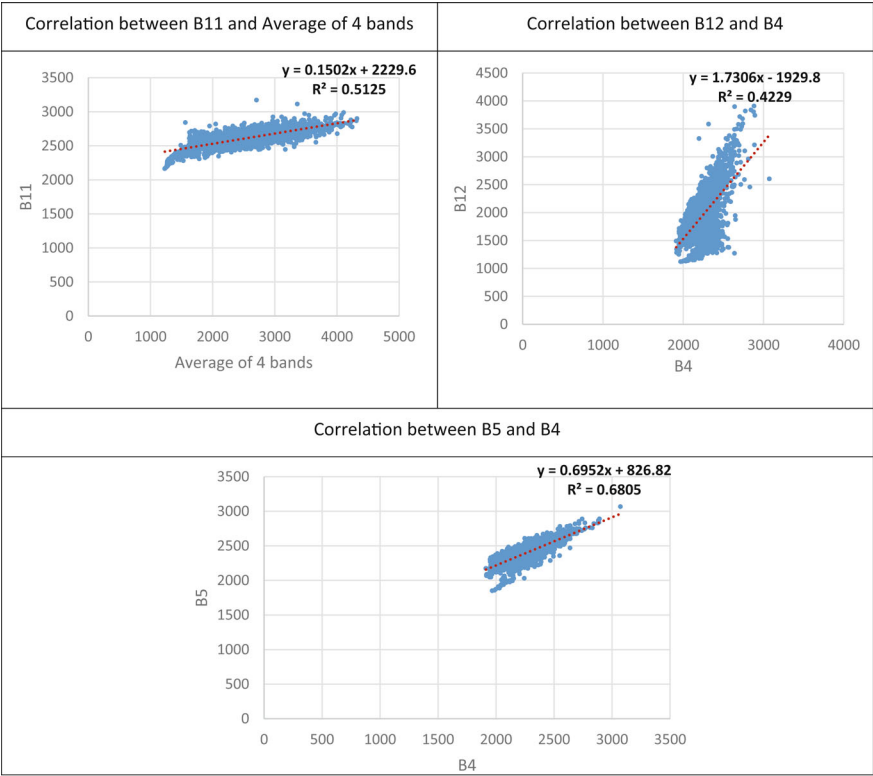 Correlation between B11 and Average of 4 bands
y = 0.1502x + 2229.6
R² = 0.5125
3500
3000
2500
2000
1500
1000
500
0
B11
0 1000 2000 3000 4000 5000
Average of 4 bands
Correlation between B12 and B4
y = 1.7306x - 1929.8
R² = 0.4229
4500
4000
3500
3000
2500
2000
1500
1000
500
0
B12
0 1000 2000 3000 4000
B4
Correlation between B5 and B4
y = 0.6952x + 826.82
R² = 0.6805
3500
3000
2500
2000
1500
1000
500
0
B5
0 500 1000 1500 2000 2500 3000 3500
B4